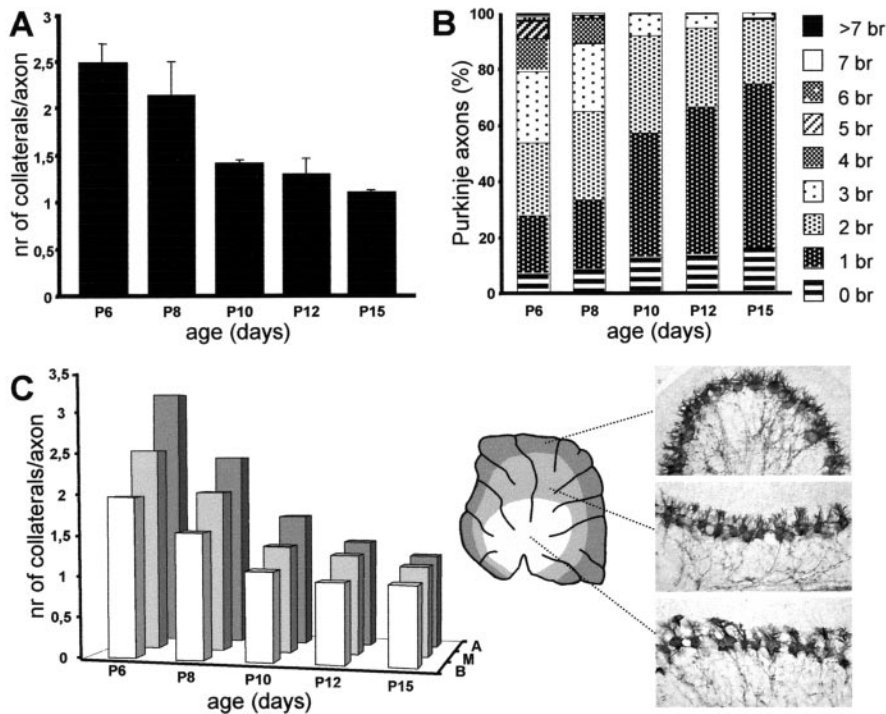 A
nr of collaterals/axon
3
2,5
2
1,5
1
0,5
0
P6 P8 P10 P12 P15
age (days)
B
Purkinje axons (%)
100
80
60
40
20
0
P6 P8 P10 P12 P15
age (days)
>7 br
7 br
6 br
5 br
4 br
3 br
2 br
1 br
0 br
C
nr of collaterals/axon
3,5
3
2,5
2
1,5
1
0,5
0
P6 P8 P10 P12 P15
age (days)
A
M
B